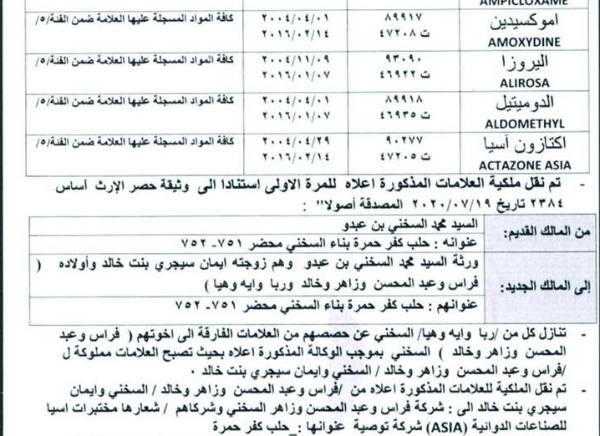 AMPICLOXAME
اموكسيدين AMOXYDINE ٨٩٩١٧ ت ٤٧٢٠٨ ٢٠٠٤/٠٤/٠١ ٢٠١٦/٠٢/١٤ كافة المواد المسجلة عليها العلامة ضمن الفئة/٥/
اليروزا ALIROSA ٩٣٠٩٠ ت ٤٦٩٢٢ ٢٠٠٤/١١/٠٩ ٢٠١٦/٠١/٠٧ كافة المواد المسجلة عليها العلامة ضمن الفئة/٥/
الدوميتيل ALDOMETHYL ٨٩٩١٨ ت ٤٦٩٣٥ ٢٠٠٤/٠٤/٠١ ٢٠١٦/٠١/٠٧ كافة المواد المسجلة عليها العلامة ضمن الفئة/٥/
اكتازون آسيا ACTAZONE ASIA ٩٠٢٧٧ ت ٤٧٢٠٥ ٢٠٠٤/٠٤/٢٩ ٢٠١٦/٠٢/١٤ كافة المواد المسجلة عليها العلامة ضمن الفئة/٥/
- تم نقل ملكية العلامات المذكورة اعلاه للمرة الاولى استنادا الى وثيقة حصر الإرث أساس
٢٣٨٤ تاريخ ٢٠٢٠/٠٧/١٩ المصدقة أصولا" :
من المالك القديم: السيد محمد السخني بن عبدو
عنوانه : حلب كفر حمرة بناء السخني محضر ٧٥١- ٧٥٢
إلى المالك الجديد: ورثة السيد محمد السخني بن عبدو وهم زوجته ايمان سيجري بنت خالد وأولاده (
فراس وعبد المحسن وزاهر وخالد وربا وايه وهيا )
عنوانهم : حلب كفر حمرة بناء السخني محضر ٧٥١- ٧٥٢
- تنازل كل من /ربا وايه وهيا/ السخني عن حصصهم من العلامات الفارقة الى اخوتهم ( فراس وعبد
المحسن وزاهر وخالد ) السخني بموجب الوكالة المذكورة اعلاه بحيث تصبح العلامات مملوكة ل
/فراس وعبد المحسن وزاهر وخالد / السخني وايمان سيجري بنت خالد ٠
- تم نقل الملكية للعلامات المذكورة اعلاه من /فراس وعبد المحسن وزاهر وخالد / السخني وايمان
سيجري بنت خالد الى : شركة فراس وعبد المحسن وزاهر السخني وشركاهم / شعارها مختبرات اسيا
للصناعات الدوائية (ASIA) شركة توصية عنوانها : حلب كفر حمرة